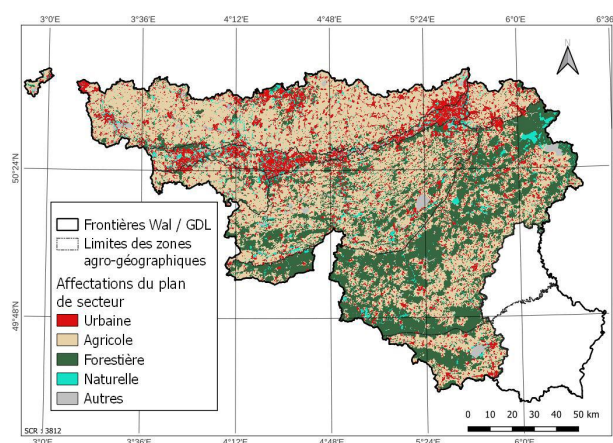 3°0'E 3°36'E 4°12'E 4°48'E 5°24'E 6°0'E 6°36'E
N
50°24'N
49°48'N
Frontières Wal / GDL
Limites des zones
agro-géographiques
Affectations du plan
de secteur
Urbaine
Agricole
Forestière
Naturelle
Autres
0 10 20 30 40 50 km
SCR : 3812
3°0'E 3°36'E 4°12'E 4°48'E 5°24'E 6°0'E